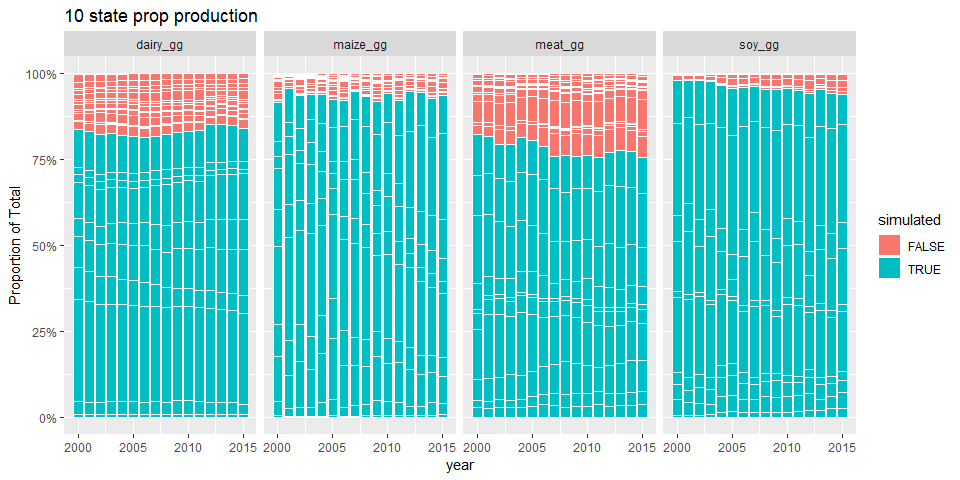 10 state prop production
dairy_gg
maize_gg
meat_gg
soy_gg
100%
75%
50%
25%
0%
Proportion of Total
2000 2005 2010 2015
2000 2005 2010 2015
2000 2005 2010 2015
2000 2005 2010 2015
year
simulated
FALSE
TRUE